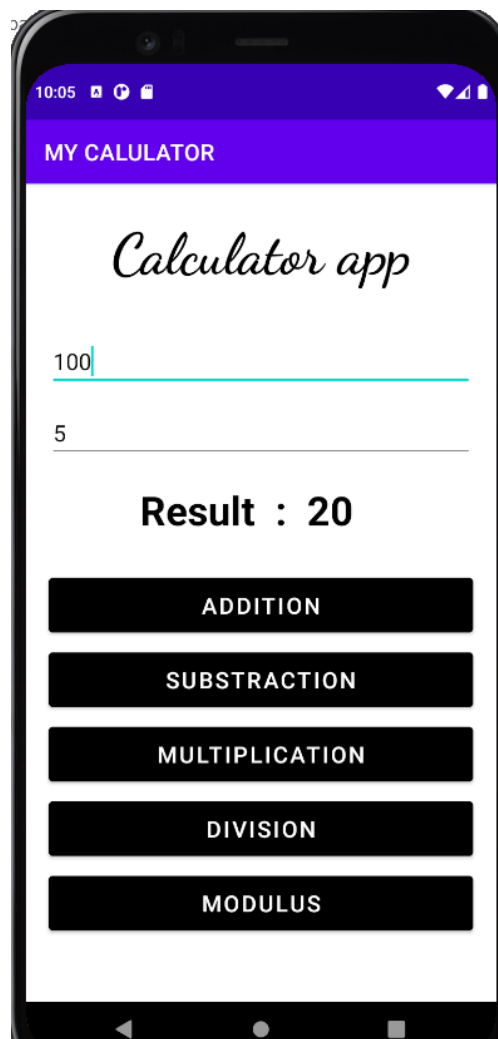 10:05
MY CALULATOR
Calculator app
100
5
Result : 20
ADDITION
SUBSTRACTION
MULTIPLICATION
DIVISION
MODULUS